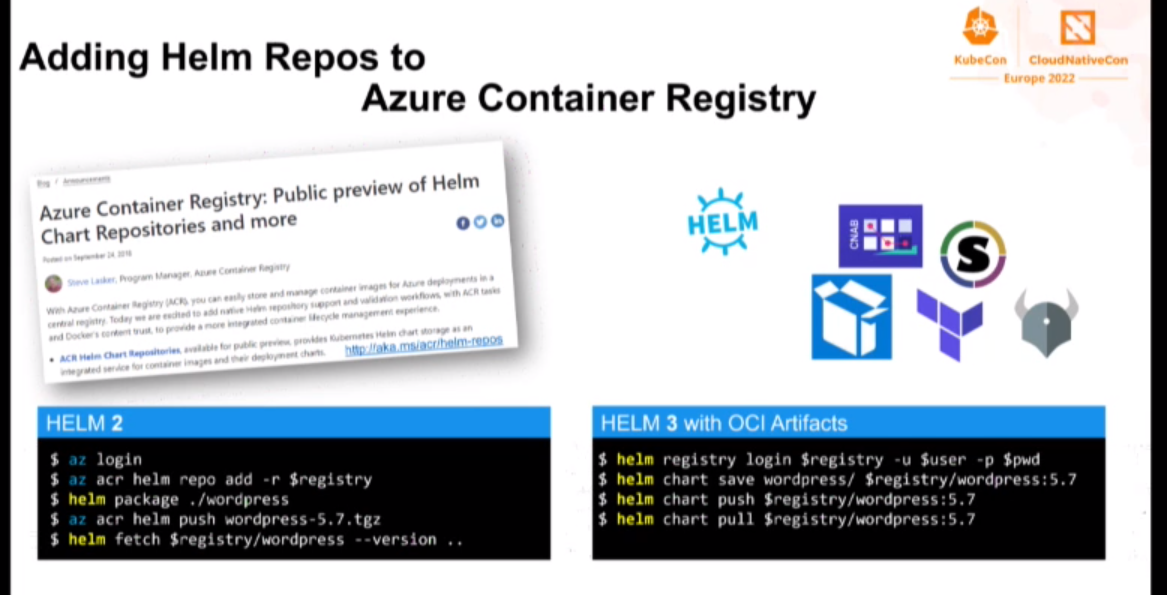 Adding Helm Repos to
Azure Container Registry
KubeCon
CloudNativeCon
Europe 2022
Blog / Announcements
Azure Container Registry: Public preview of Helm
Chart Repositories and more
Posted on September 24, 2018
Steve Lasker, Program Manager, Azure Container Registry
With Azure Container Registry (ACR), you can easily store and manage container images for Azure deployments in a
central registry. Today we are excited to add native Helm repository support and validation workflows, with ACR tasks
and Docker's content trust, to provide a more integrated container lifecycle management experience.
• ACR Helm Chart Repositories, available for public preview, provides Kubernetes Helm chart storage as an
integrated service for container images and their deployment charts.
http://aka.ms/acr/helm-repos
HELM
CNAB
S
HELM 2
$ az login
$ az acr helm repo add -r $registry
$ helm package ./wordpress
$ az acr helm push wordpress-5.7.tgz
$ helm fetch $registry/wordpress --version ..
HELM 3 with OCI Artifacts
$ helm registry login $registry -u $user -p $pwd
$ helm chart save wordpress/ $registry/wordpress:5.7
$ helm chart push $registry/wordpress:5.7
$ helm chart pull $registry/wordpress:5.7